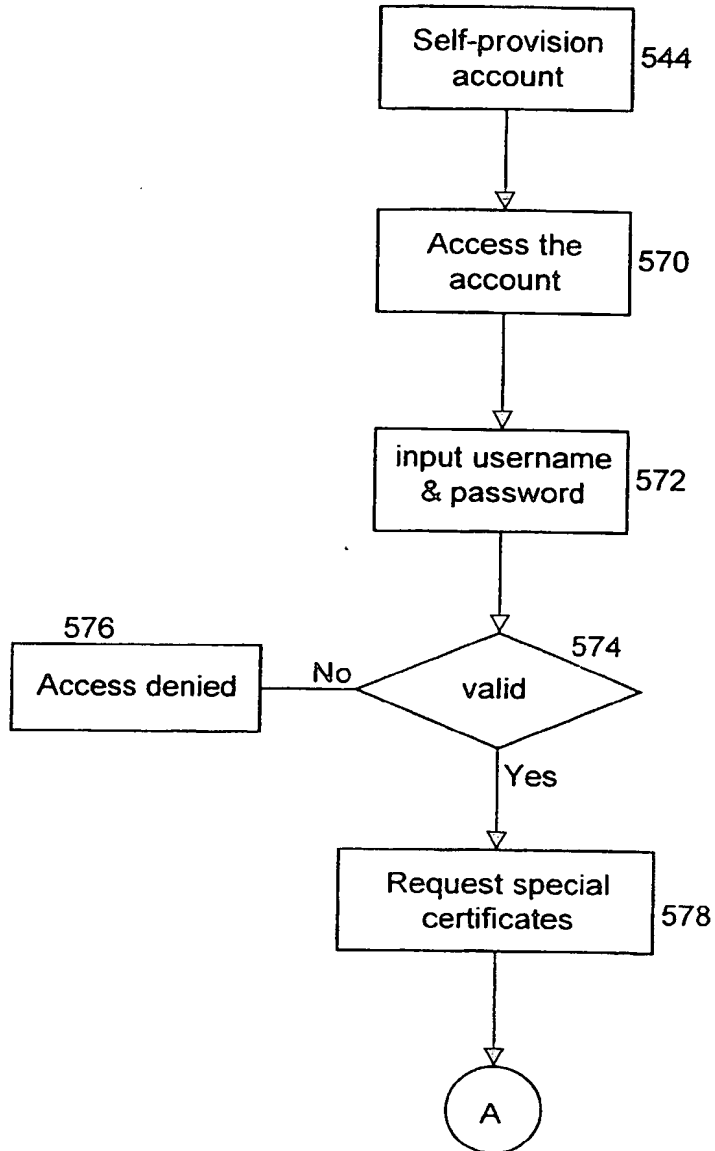 Self-provision
account
544
Access the
account
570
input username
& password
572
576
574
Access denied
No
valid
Yes
Request special
certificates
578
A